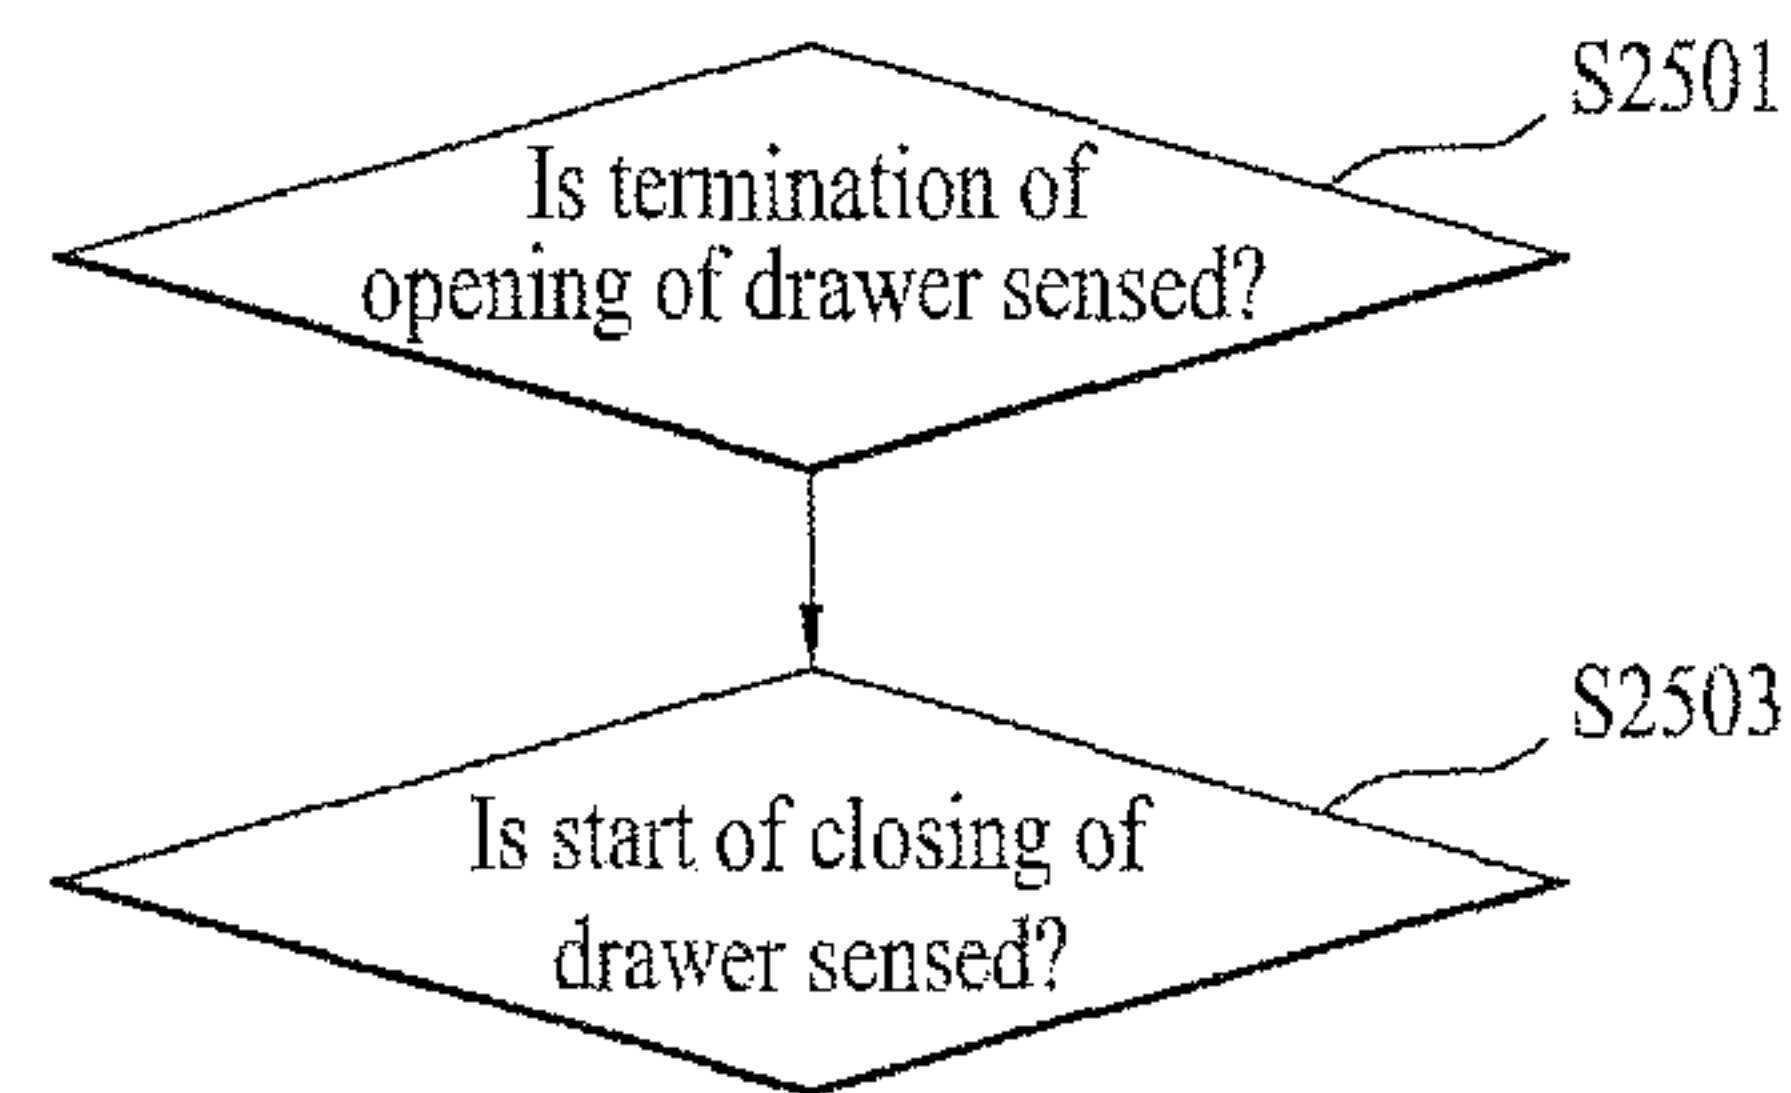 S2501
Is termination of
opening of drawer sensed?
S2503
Is start of closing of
drawer sensed?